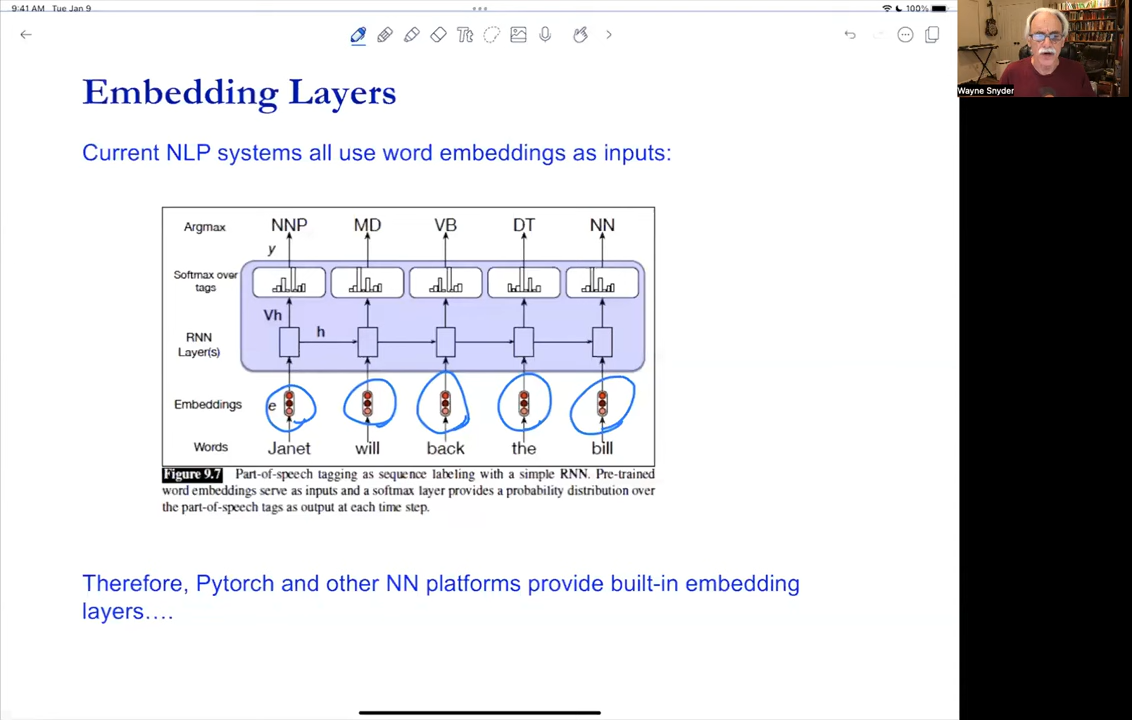 9:41 AM Tue Jan 9
100%
Tt
Wayne Snyder
Embedding Layers
Current NLP systems all use word embeddings as inputs:
Argmax NNP MD VB DT NN
y
Softmax over
tags
Vh
h
RNN
Layer(s)
Embeddings e
Words Janet will back the bill
Figure 9.7 Part-of-speech tagging as sequence labeling with a simple RNN. Pre-trained
word embeddings serve as inputs and a softmax layer provides a probability distribution over
the part-of-speech tags as output at each time step.
Therefore, Pytorch and other NN platforms provide built-in embedding
layers….